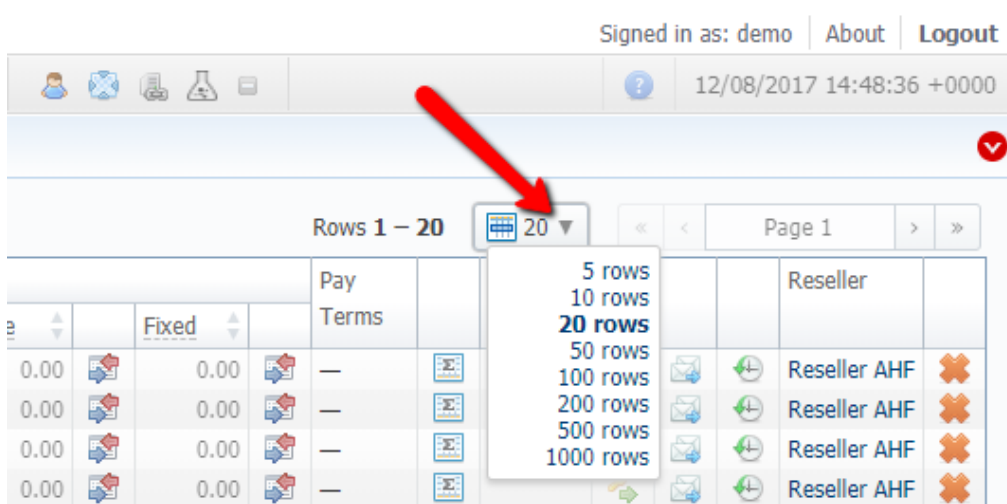 Signed in as: demo About Logout
12/08/2017 14:48:36 +0000
Rows 1 – 20 20 ▼ « < Page 1 > »
Pay Terms Reseller
e Fixed
5 rows
10 rows
20 rows
50 rows
100 rows
200 rows
500 rows
1000 rows
0.00 0.00 — Σ Reseller AHF
0.00 0.00 — Σ Reseller AHF
0.00 0.00 — Σ Reseller AHF
0.00 0.00 — Σ Reseller AHF